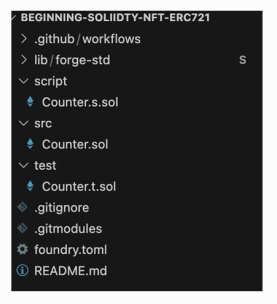 BEGINNING-SOLIIDTY-NFT-ERC721
.github/workflows
lib/forge-std S
script
Counter.s.sol
src
Counter.sol
test
Counter.t.sol
.gitignore
.gitmodules
foundry.toml
README.md